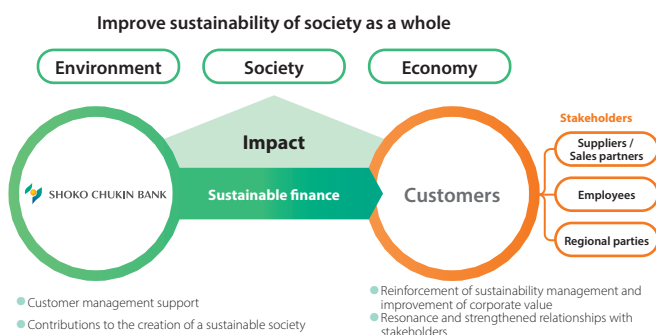 Improve sustainability of society as a whole
Environment
Society
Economy
Impact
Stakeholders
Suppliers /
Sales partners
SHOKO CHUKIN BANK
Sustainable finance
Customers
Employees
Regional parties
Customer management support
Contributions to the creation of a sustainable society
Reinforcement of sustainability management and
improvement of corporate value
Resonance and strengthened relationships with
stakeholders